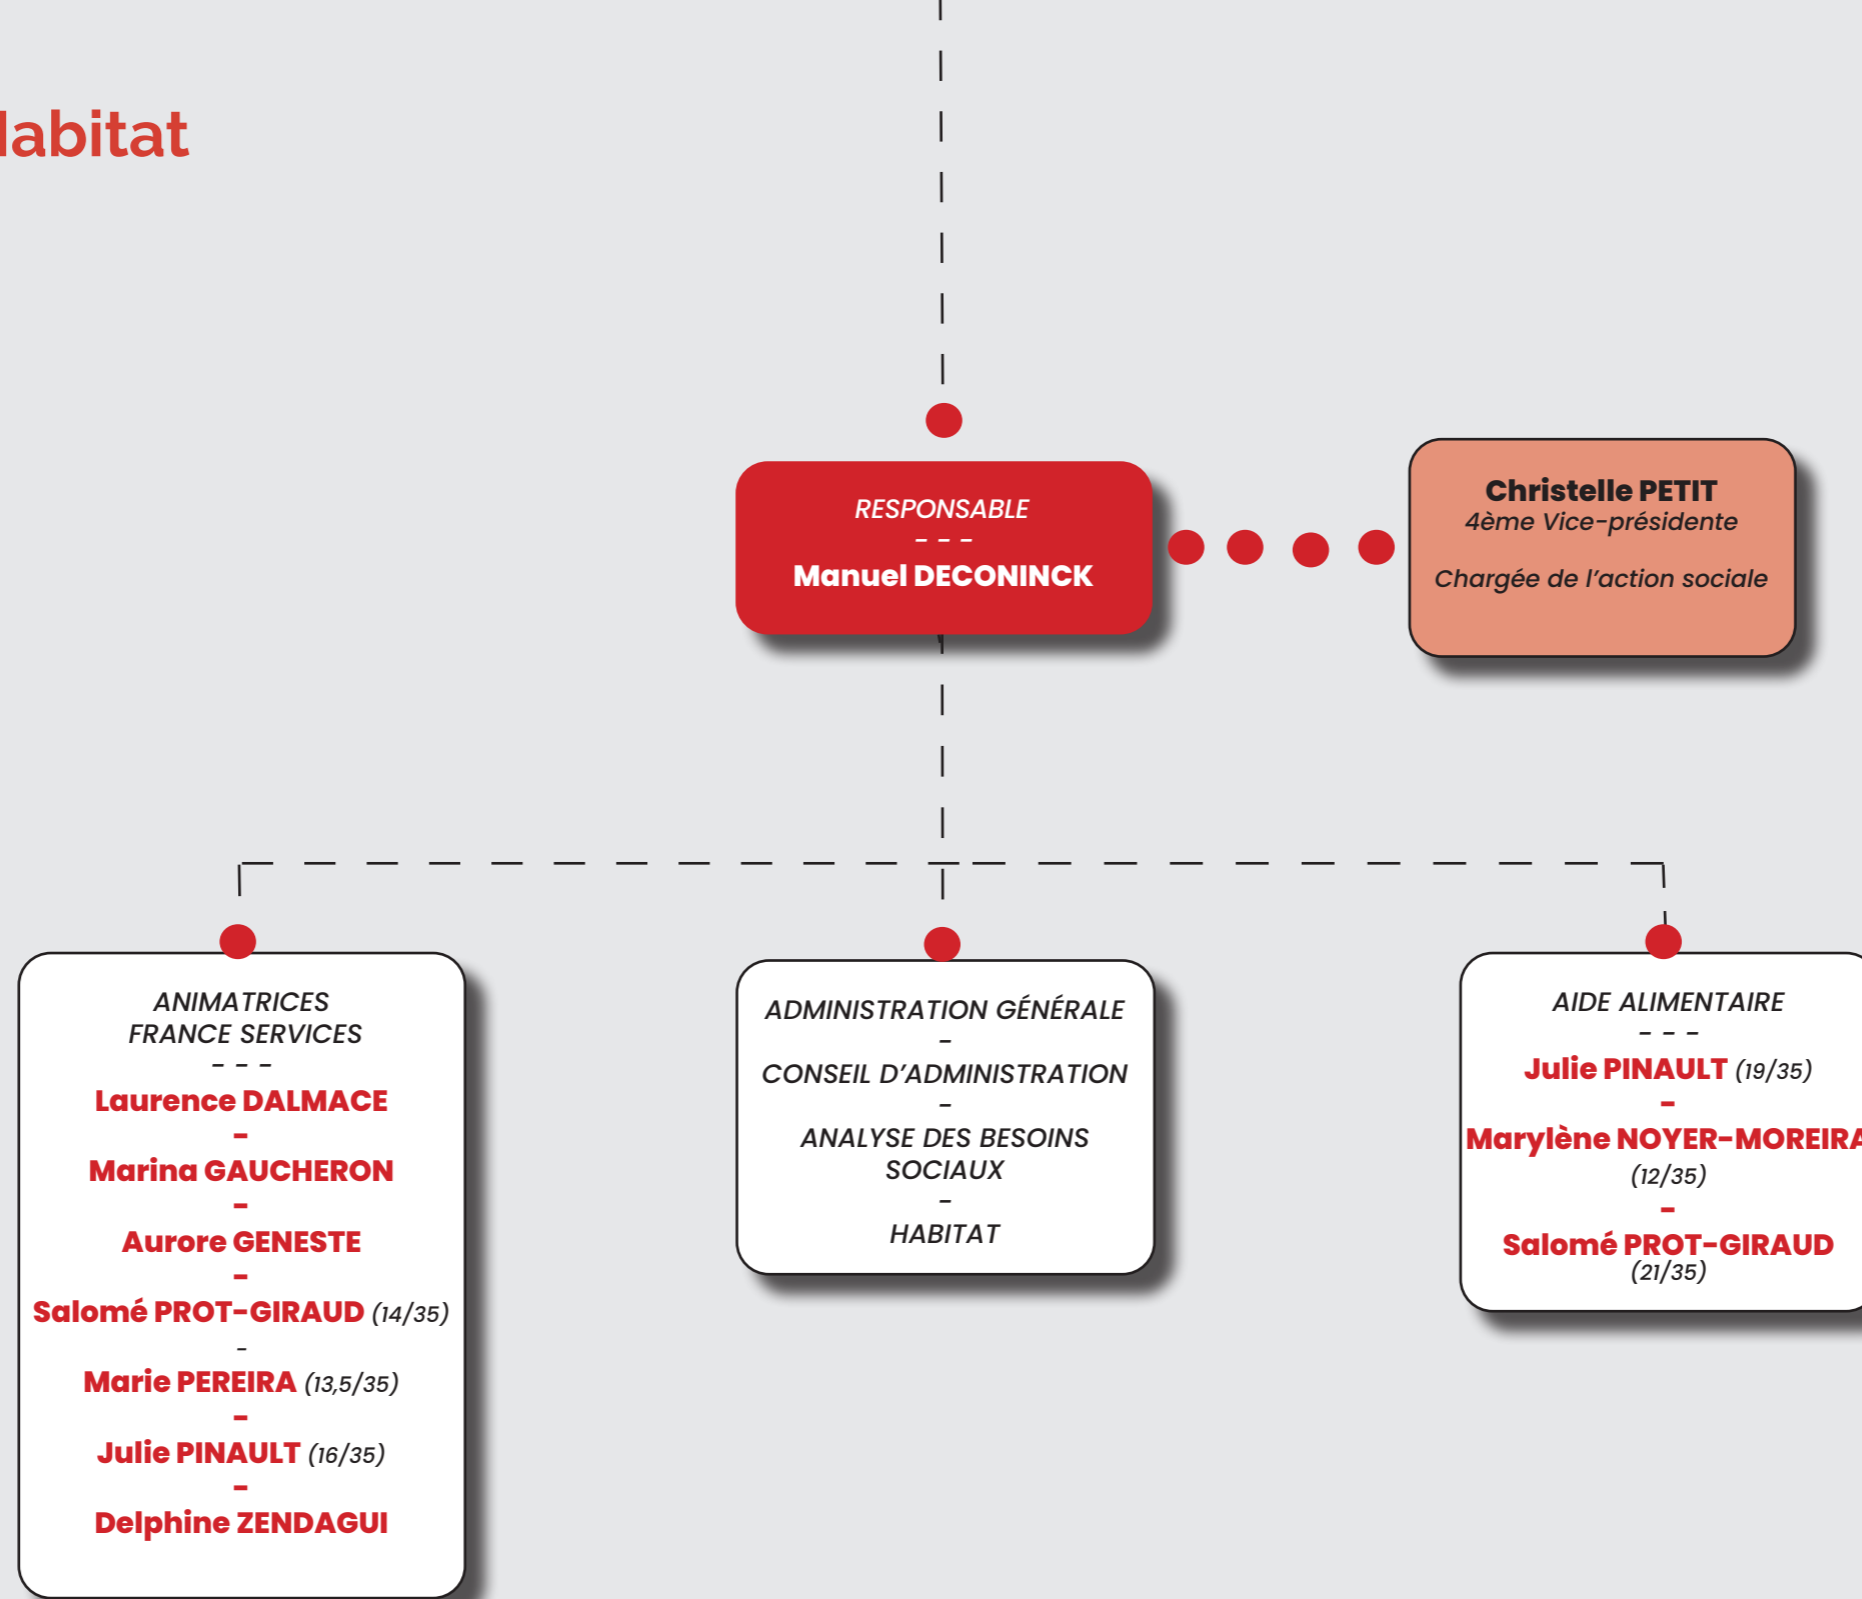 Habitat
RESPONSABLE
- - -
Manuel DECONINCK
Christelle PETIT
4ème Vice-présidente
Chargée de l’action sociale
ANIMATRICES
FRANCE SERVICES
- - -
Laurence DALMACE
-
Marina GAUCHERON
-
Aurore GENESTE
-
Salomé PROT-GIRAUD (14/35)
-
Marie PEREIRA (13,5/35)
-
Julie PINAULT (16/35)
-
Delphine ZENDAGUI
ADMINISTRATION GÉNÉRALE
-
CONSEIL D’ADMINISTRATION
-
ANALYSE DES BESOINS
SOCIAUX
-
HABITAT
AIDE ALIMENTAIRE
- - -
Julie PINAULT (19/35)
-
Marylène NOYER-MOREIRA
(12/35)
-
Salomé PROT-GIRAUD
(21/35)